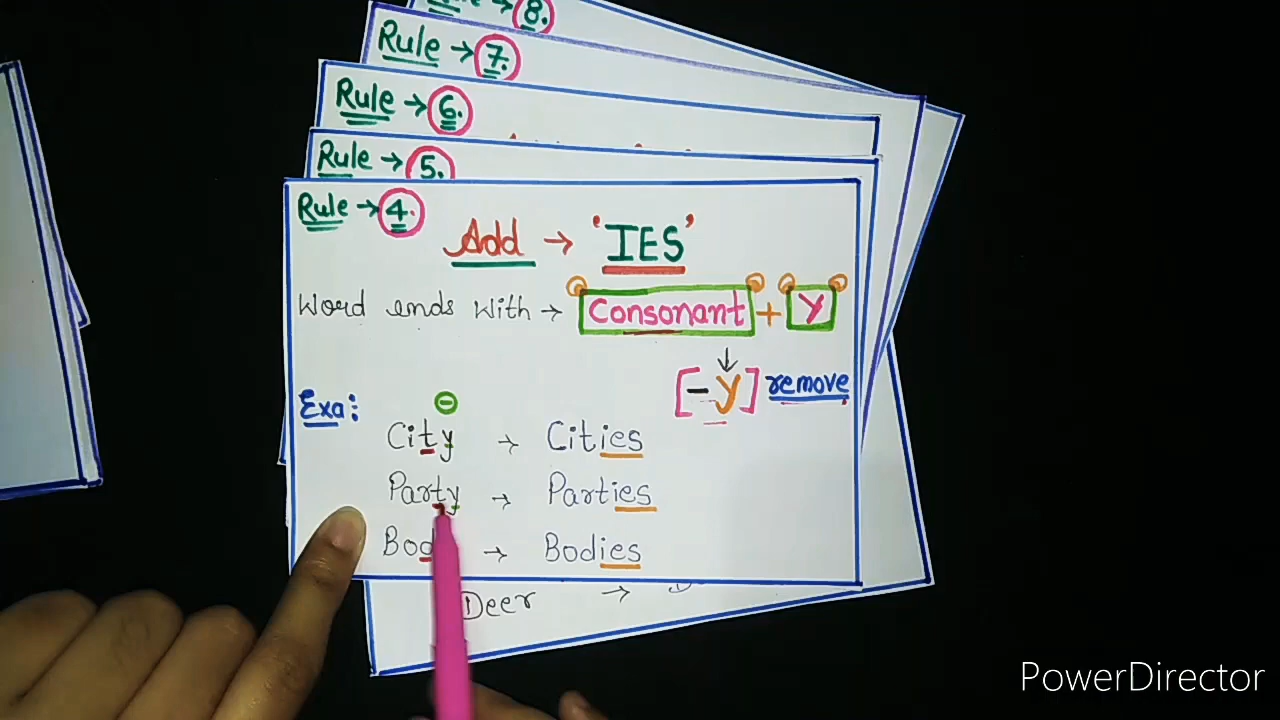 8.
Rule → 7.
Rule → 6.
Rule → 5.
Rule → 4.
Add → 'IES'
Word ends with → Consonant + y
[-y] remove
Exa:
City → Cities
Party → Parties
Bod → Bodies
Deer →
PowerDirector